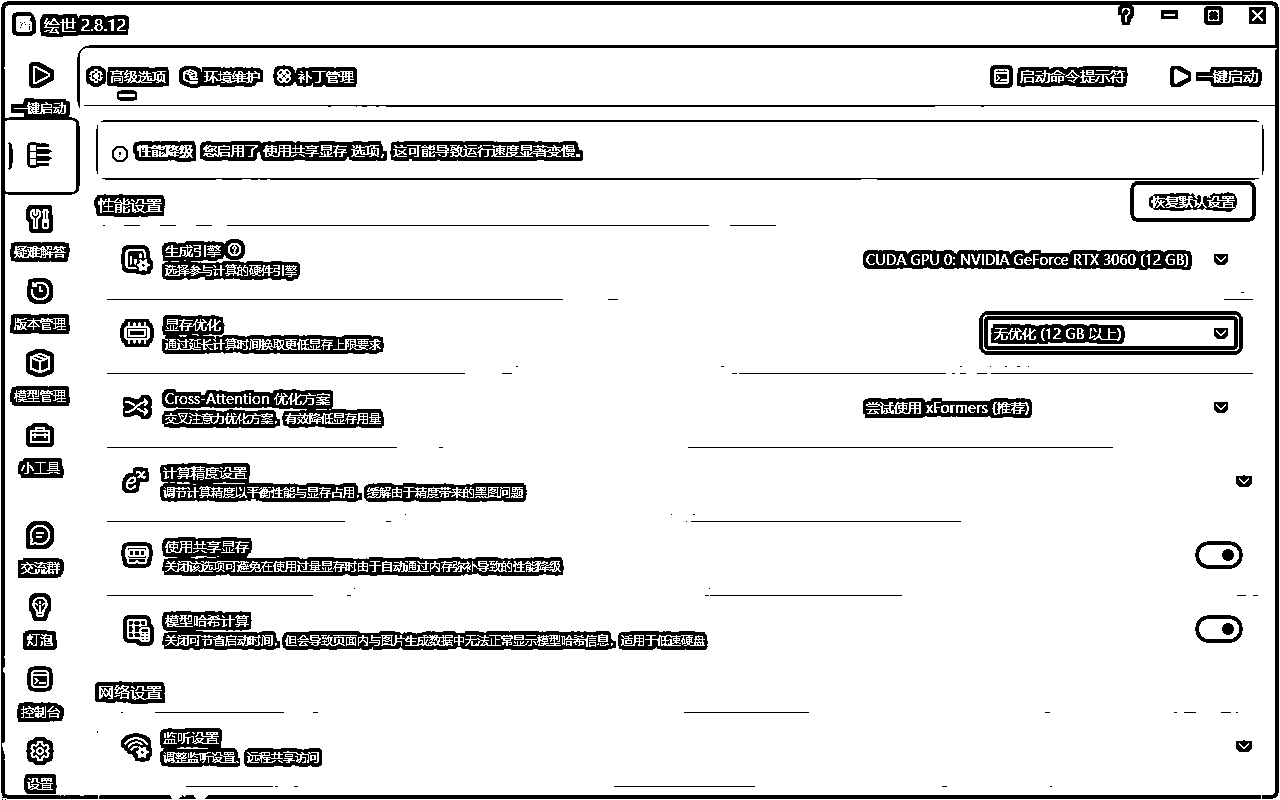 绘世 2.8.12
一键启动
高级选项 环境维护 补丁管理
启动命令提示符 一键启动
性能降级 您启用了 使用共享显存 选项，这可能导致运行速度显著变慢。
性能设置
恢复默认设置
生成引擎
选择参与计算的硬件引擎
CUDA GPU 0: NVIDIA GeForce RTX 3060 (12 GB)
显存优化
通过延长计算时间换取更低显存上限要求
无优化 (12 GB 以上)
Cross-Attention 优化方案
交叉注意力优化方案，有效降低显存用量
尝试使用 xFormers (推荐)
计算精度设置
调节计算精度以平衡性能与显存占用，缓解由于精度带来的黑图问题
使用共享显存
关闭该选项可避免在使用过量显存时由于自动通过内存弥补导致的性能降级
模型哈希计算
关闭可节省启动时间，但会导致页面内与图片生成数据中无法正常显示模型哈希信息，适用于低速硬盘
网络设置
监听设置
调整监听设置，远程共享访问
疑难解答
版本管理
模型管理
小工具
交流群
灯泡
控制台
设置